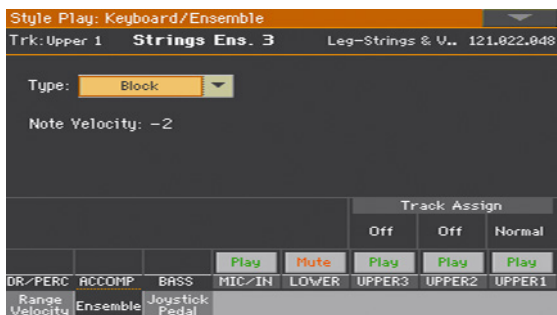 Style Play: Keyboard/Ensemble
Trk:Upper 1 Strings Ens. 3 Leg-Strings & V.. 121.022.048
Type: Block
Note Velocity: -2
Track Assign
Off Off Normal
Play Mute Play Play Play
DR/PERC ACCOMP BASS MIC/IN LOWER UPPER3 UPPER2 UPPER1
Range Velocity Ensemble Joystick Pedal